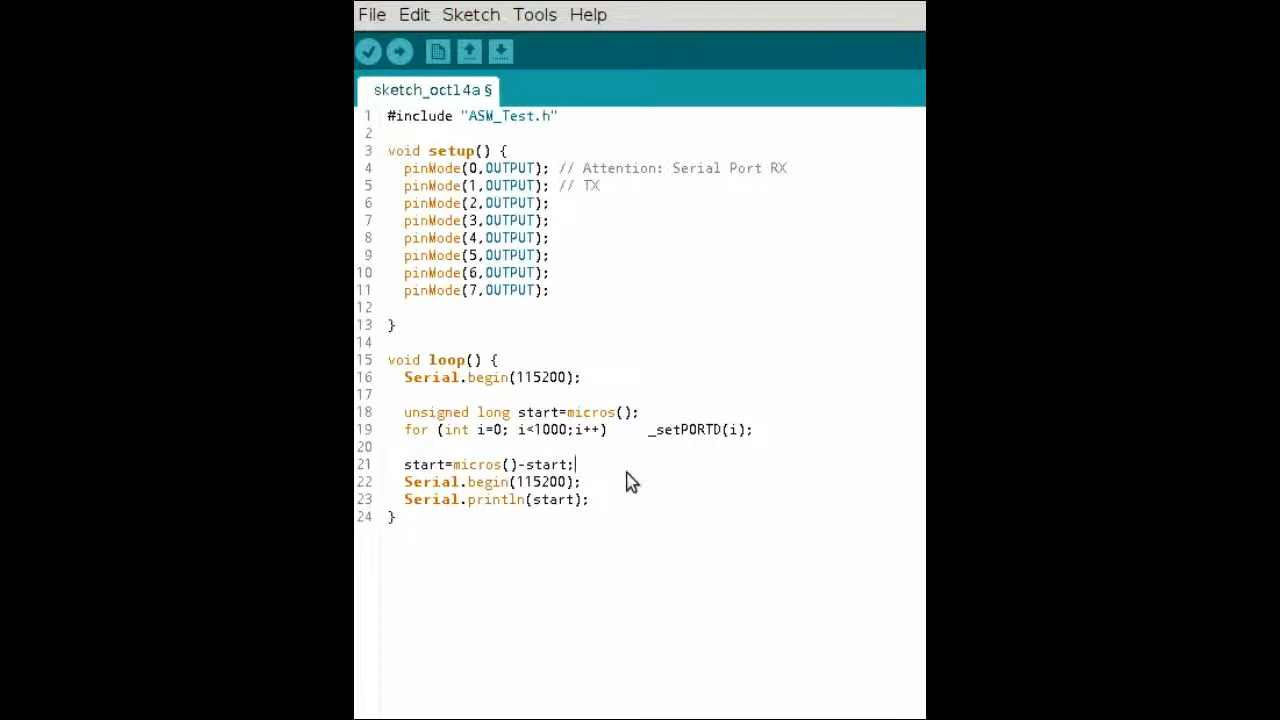 File Edit Sketch Tools Help
sketch_oct14a §
1 #include "ASM_Test.h"
2
3 void setup() {
4 pinMode(0,OUTPUT); // Attention: Serial Port RX
5 pinMode(1,OUTPUT); // TX
6 pinMode(2,OUTPUT);
7 pinMode(3,OUTPUT);
8 pinMode(4,OUTPUT);
9 pinMode(5,OUTPUT);
10 pinMode(6,OUTPUT);
11 pinMode(7,OUTPUT);
12
13 }
14
15 void loop() {
16 Serial.begin(115200);
17
18 unsigned long start=micros();
19 for (int i=0; i<1000;i++) _setPORTD(i);
20
21 start=micros()-start;
22 Serial.begin(115200);
23 Serial.println(start);
24 }